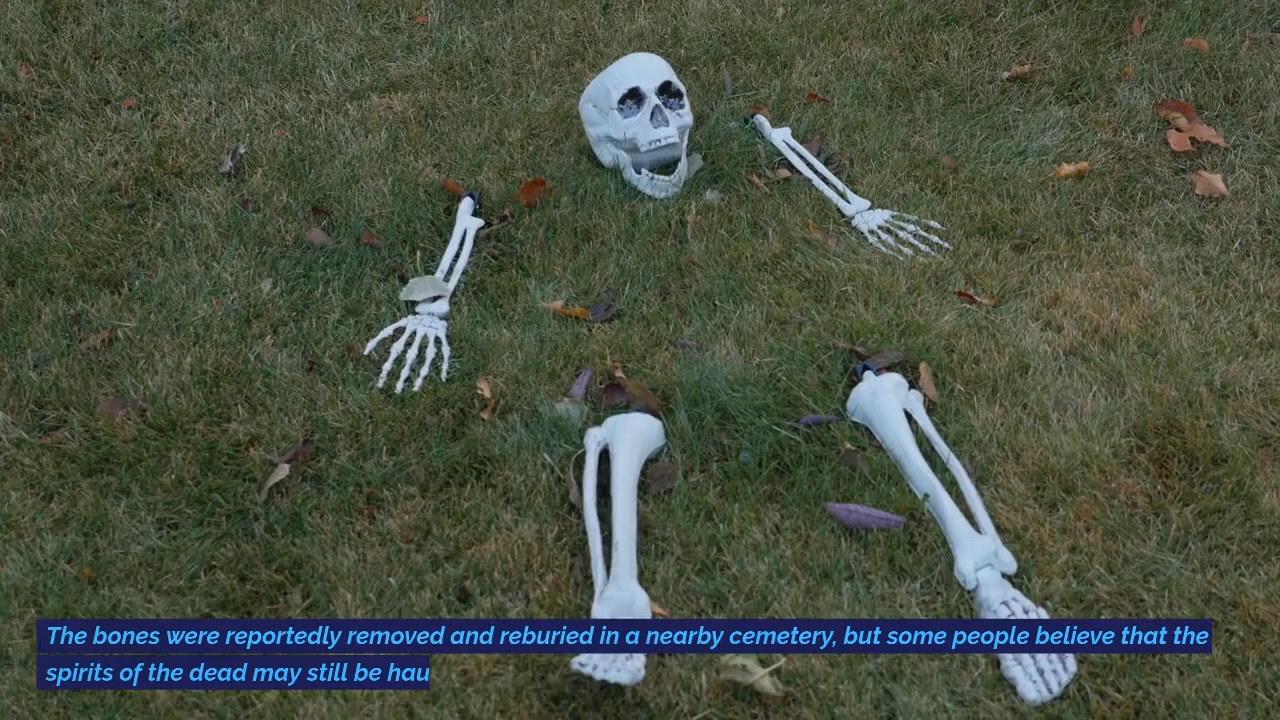 The bones were reportedly removed and reburied in a nearby cemetery, but some people believe that the
spirits of the dead may still be hau